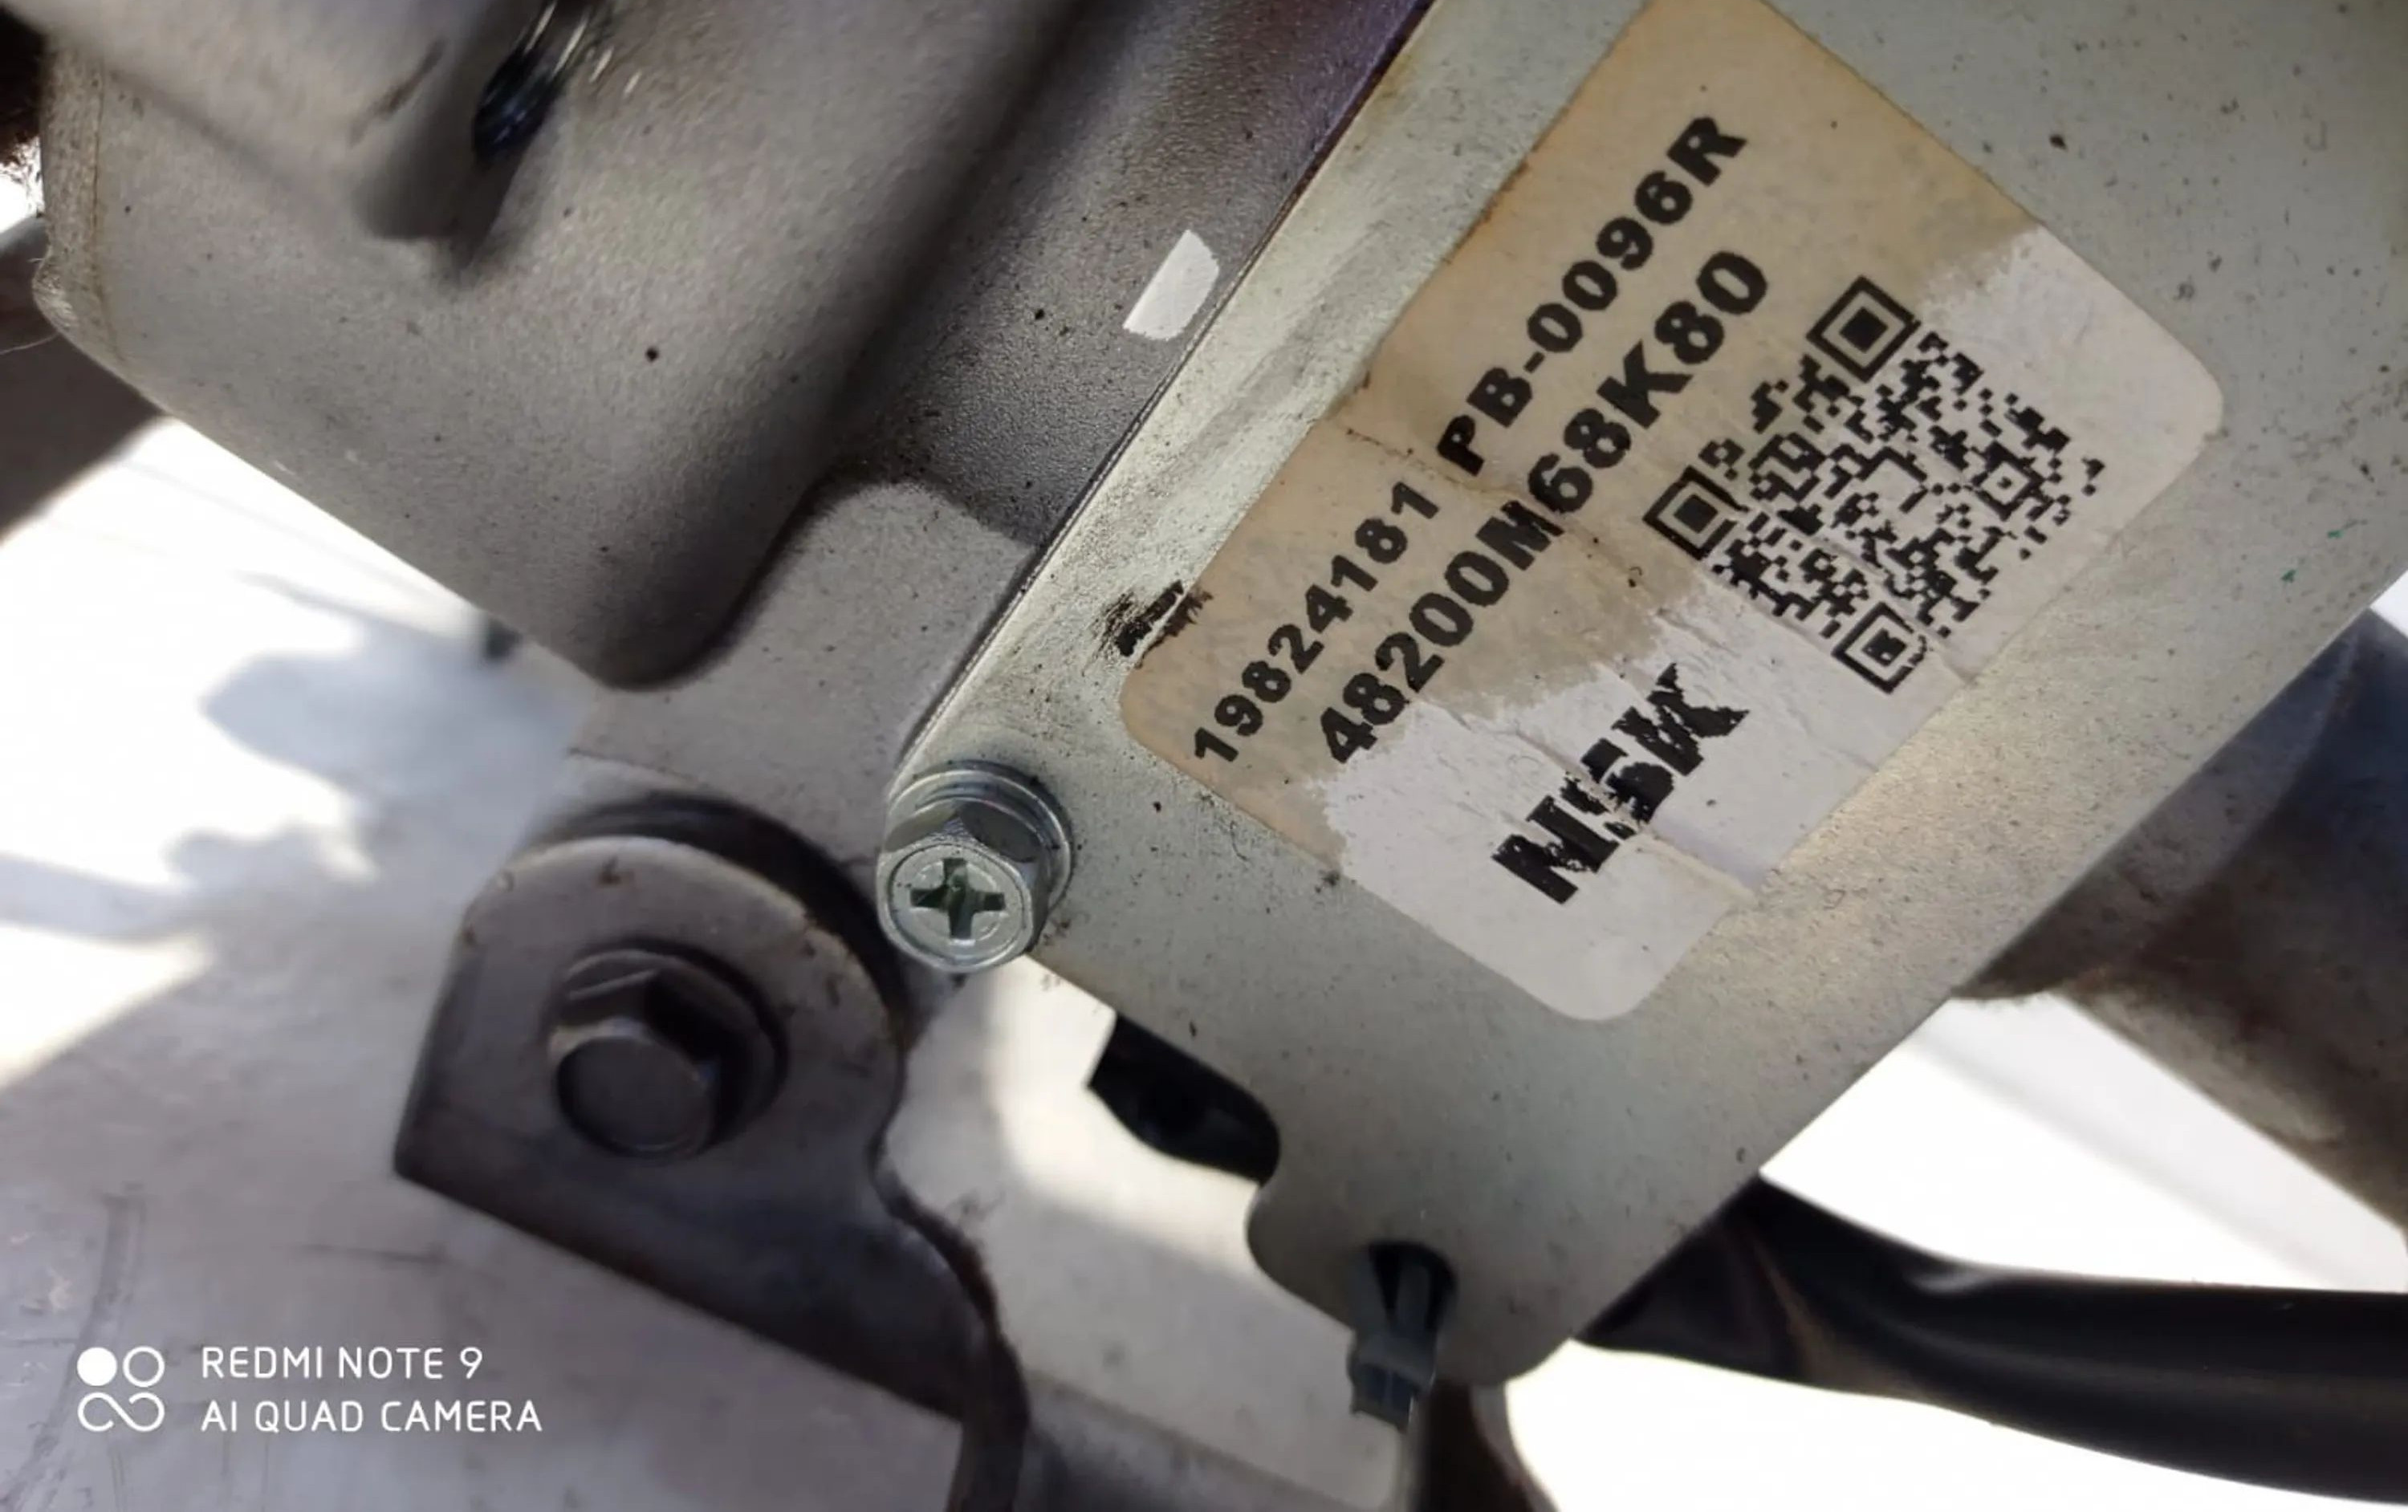 19824181 PB-0096R
48200M68K80
NSK
REDMI NOTE 9
AI QUAD CAMERA